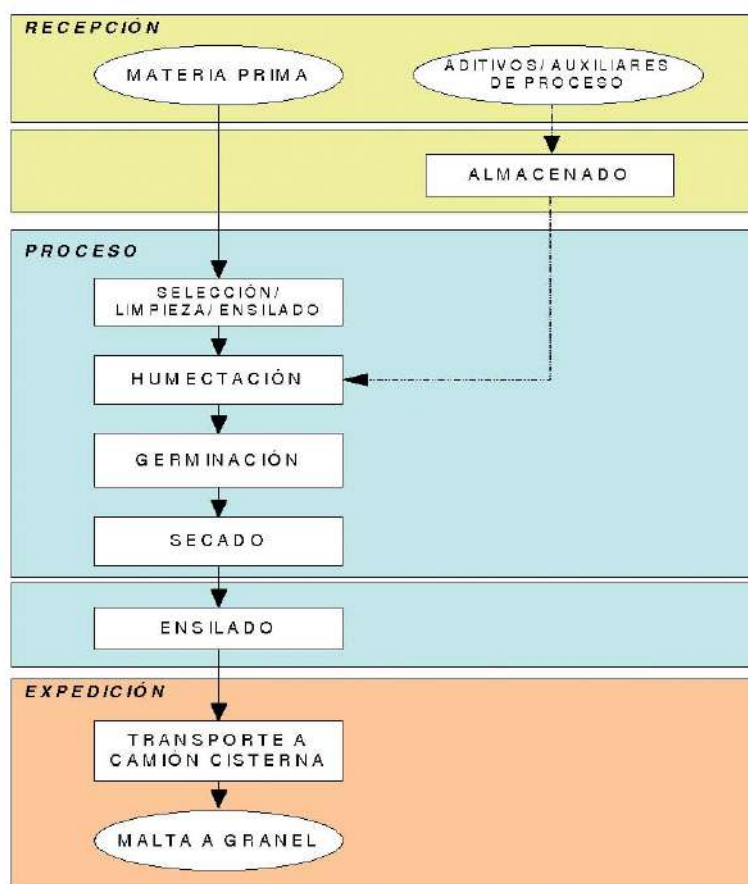 RECEPCIÓN
MATERIA PRIMA
ADITIVOS/AUXILIARES
DE PROCESO
ALMACENADO
PROCESO
SELECCIÓN/
LIMPIEZA/ENSILADO
HUMECTACIÓN
GERMINACIÓN
SECADO
ENSILADO
EXPEDICIÓN
TRANSPORTE A
CAMIÓN CISTERNA
MALTA A GRANEL